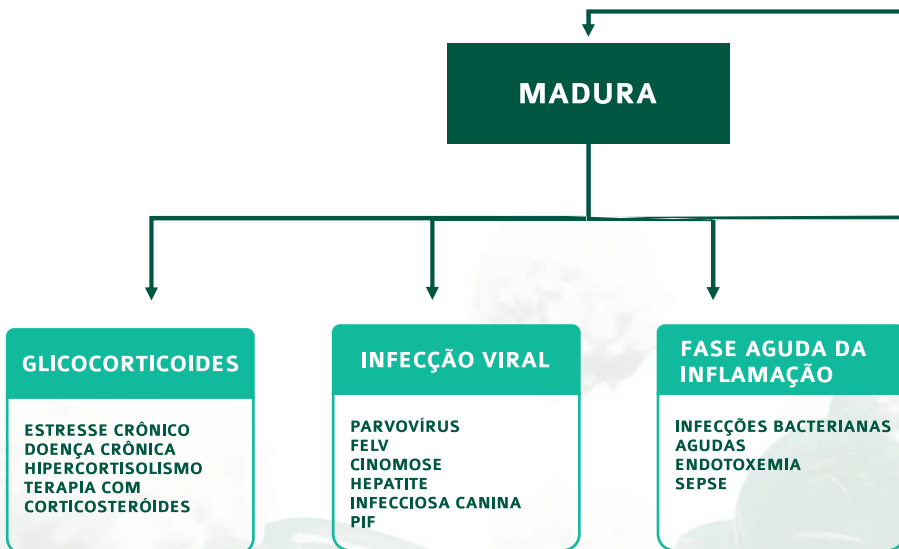 MADURA
GLICOCORTICOIDES
ESTRESSE CRÔNICO
DOENÇA CRÔNICA
HIPERCORTISOLISMO
TERAPIA COM
CORTICOSTERÓIDES
INFECÇÃO VIRAL
PARVOVÍRUS
FELV
CINOMOSE
HEPATITE
INFECCIOSA CANINA
PIF
FASE AGUDA DA
INFLAMAÇÃO
INFECÇÕES BACTERIANAS
AGUDAS
ENDOTOXEMIA
SEPSE